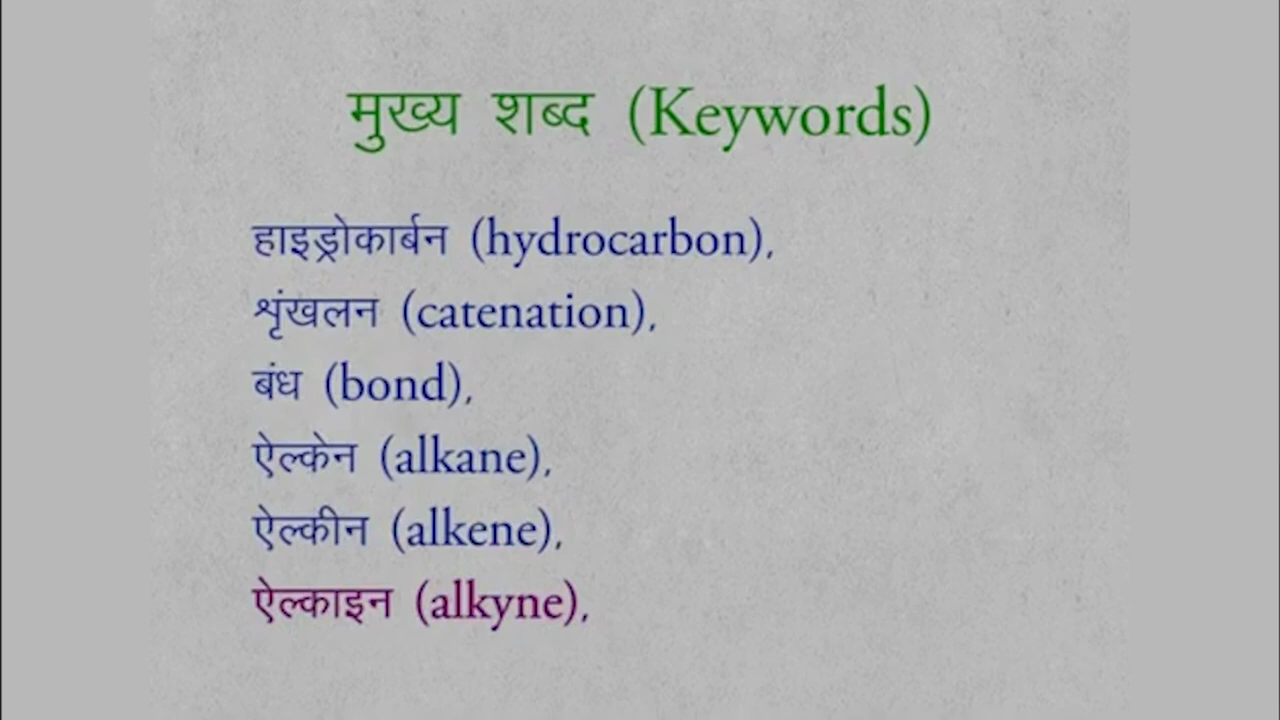 मुख्य शब्द (Keywords)
हाइड्रोकार्बन (hydrocarbon),
शृंखलन (catenation),
बंध (bond),
ऐल्केन (alkane),
ऐल्कीन (alkene),
ऐल्काइन (alkyne),